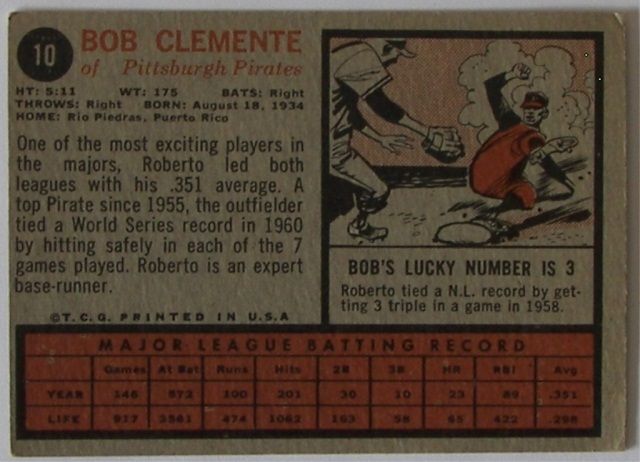 10
BOB CLEMENTE
of Pittsburgh Pirates
HT: 5:11 WT: 175 BATS: Right
THROWS: Right BORN: August 18, 1934
HOME: Rio Piedras, Puerto Rico
One of the most exciting players in
the majors, Roberto led both
leagues with his .351 average. A
top Pirate since 1955, the outfielder
tied a World Series record in 1960
by hitting safely in each of the 7
games played. Roberto is an expert
base-runner.
©T.C.G. PRINTED IN U.S.A
BOB'S LUCKY NUMBER IS 3
Roberto tied a N.L. record by get-
ting 3 triple in a game in 1958.
MAJOR LEAGUE BATTING RECORD
Games At Bat Runs Hits 2B 3B HR RBI Avg
YEAR 146 572 100 201 30 10 23 89 .351
LIFE 917 3561 474 1062 163 58 65 422 .298